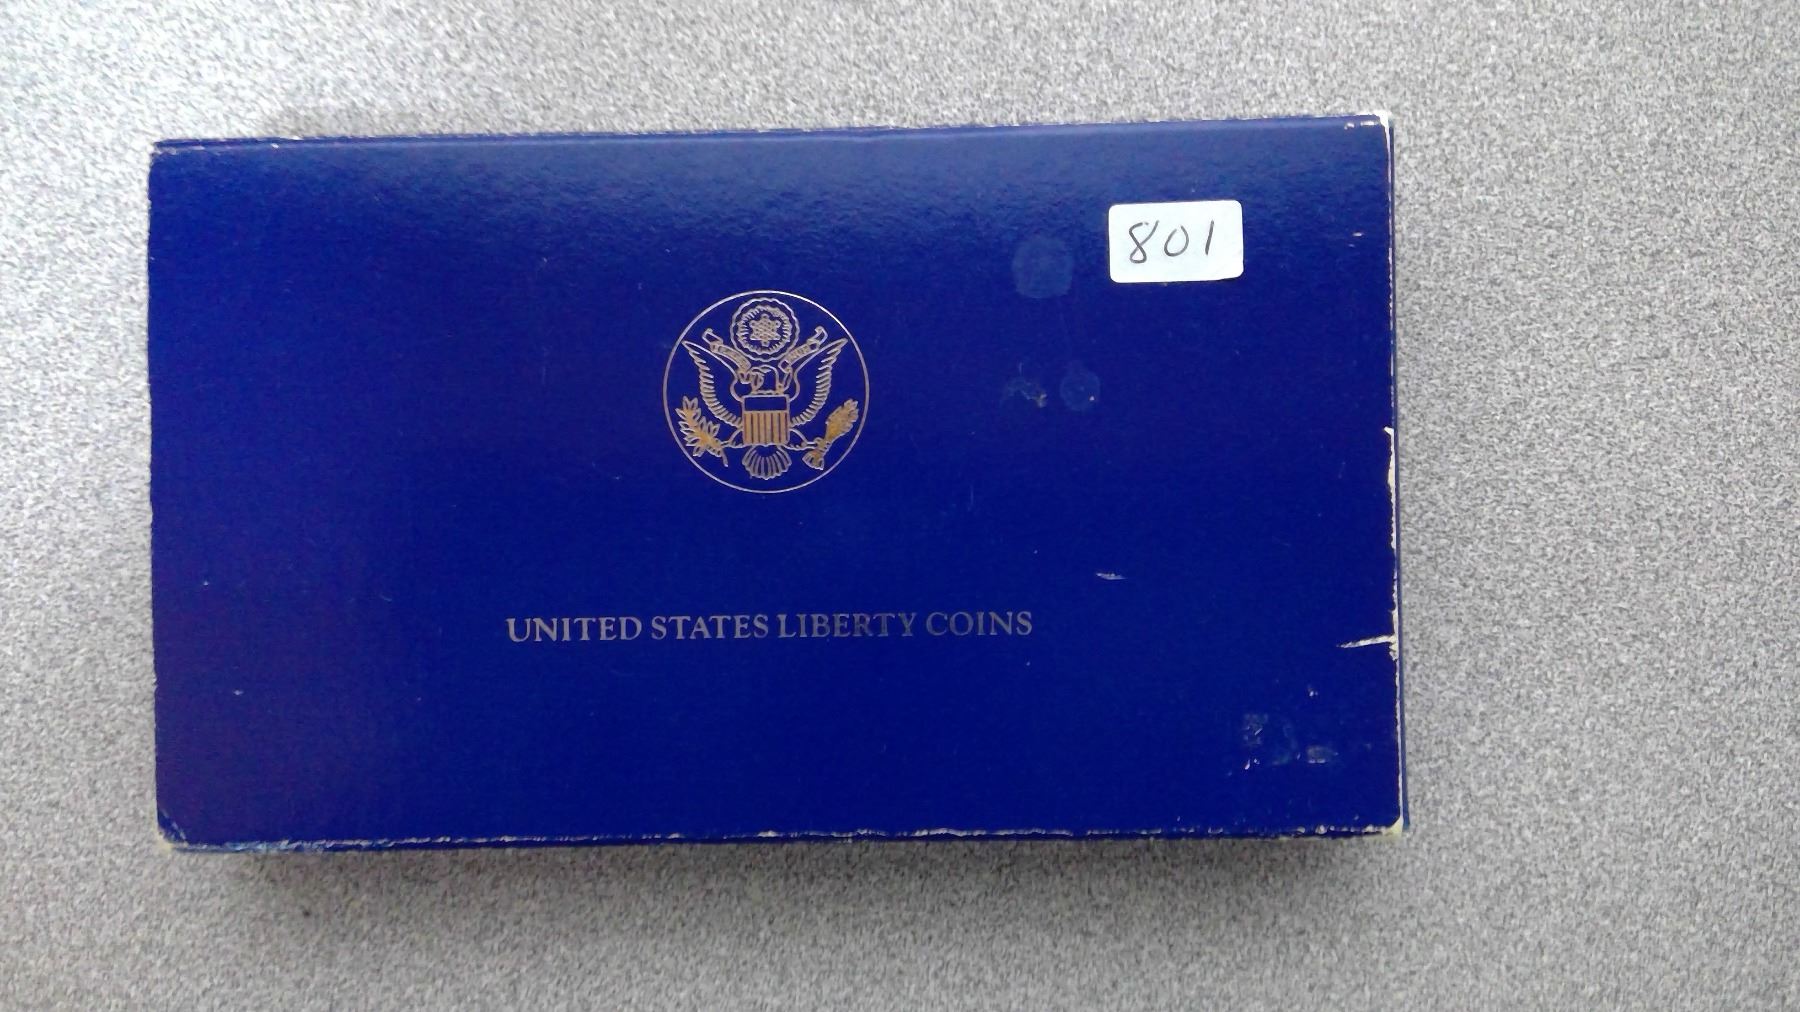 801
UNITED STATES LIBERTY COINS